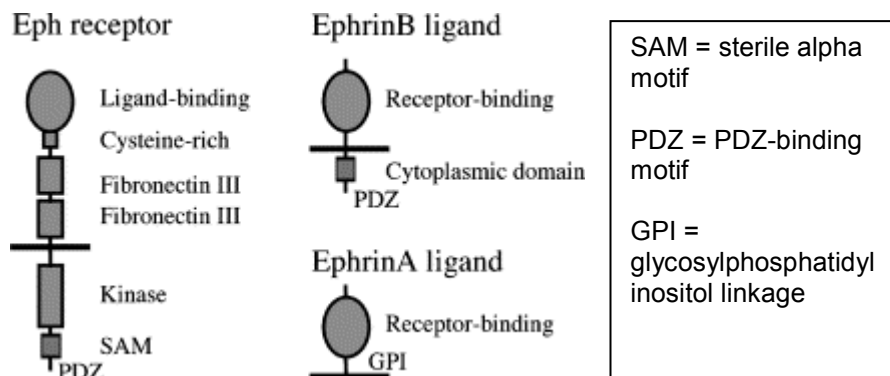 Eph receptor
Ligand-binding
Cysteine-rich
Fibronectin III
Fibronectin III
Kinase
SAM
PDZ
EphrinB ligand
Receptor-binding
Cytoplasmic domain
PDZ
EphrinA ligand
Receptor-binding
GPI
SAM = sterile alpha
motif
PDZ = PDZ-binding
motif
GPI =
glycosylphosphatidyl
inositol linkage